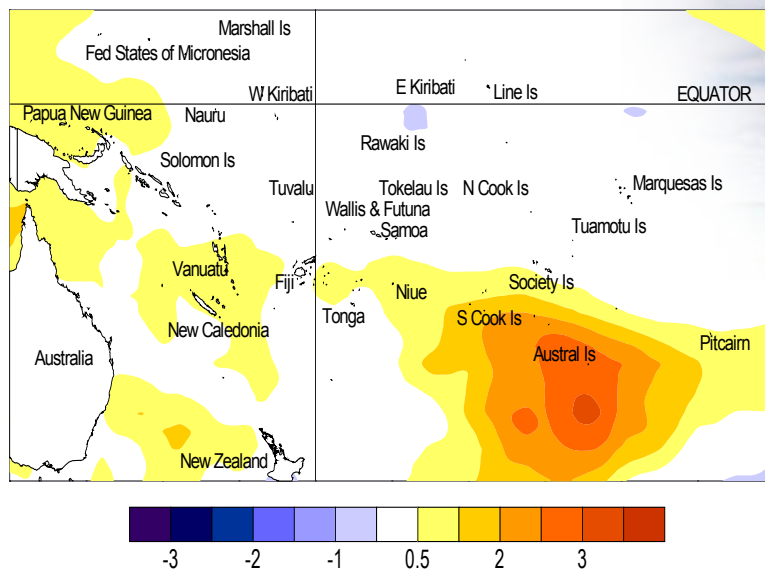 Marshall Is
Fed States of Micronesia
W Kiribati
E Kiribati
Line Is
EQUATOR
Papua New Guinea
Nauru
Rawaki Is
Solomon Is
Tuvalu
Tokelau Is
N Cook Is
Marquesas Is
Wallis & Futuna
Samoa
Tuamotu Is
Vanuatu
Fiji
Niue
Society Is
Tonga
S Cook Is
New Caledonia
Pitcairn
Australia
Austral Is
New Zealand
-3 -2 -1 0.5 2 3